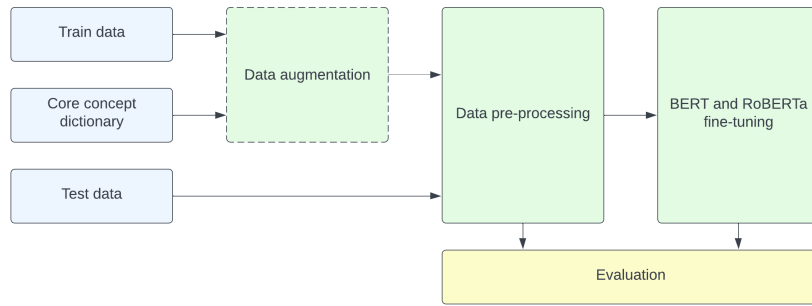 Train data
Core concept
dictionary
Test data
Data augmentation
Data pre-processing
BERT and RoBERTa
fine-tuning
Evaluation